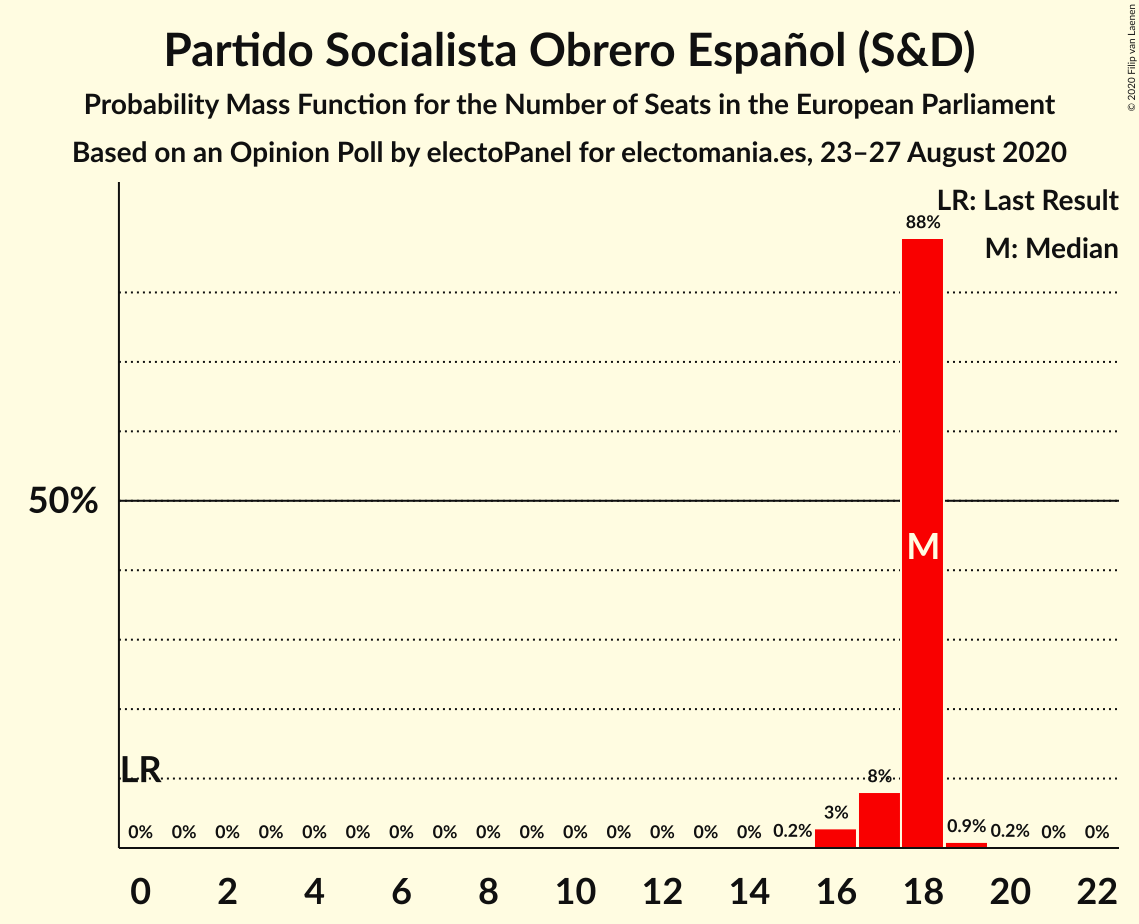 Partido Socialista Obrero Español (S&D)
Probability Mass Function for the Number of Seats in the European Parliament
Based on an Opinion Poll by electoPanel for electomania.es, 23–27 August 2020
© 2020 Filip van Laenen
LR: Last Result
M: Median
88%
50%
M
LR
0% 0% 0% 0% 0% 0% 0% 0% 0% 0% 0% 0% 0% 0% 0% 0.2% 3% 8% 0.9% 0.2% 0% 0%
0 2 4 6 8 10 12 14 16 18 20 22